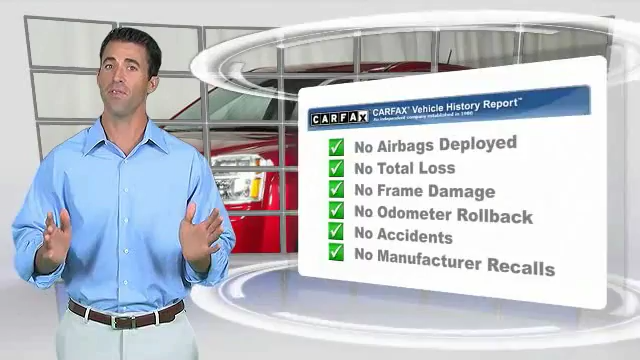 CARFAX CARFAX® Vehicle History Report™
An independent company established in 1986
No Airbags Deployed
No Total Loss
No Frame Damage
No Odometer Rollback
No Accidents
No Manufacturer Recalls